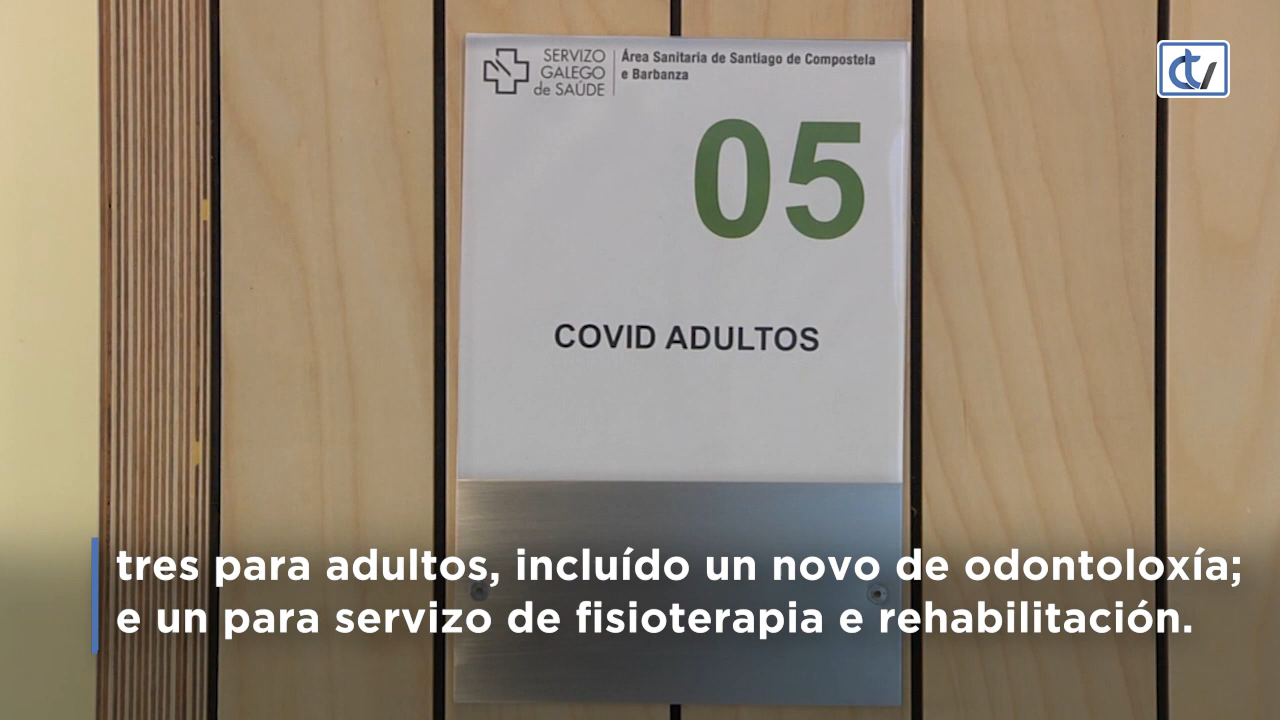 SERVIZO
GALEGO
de SAÚDE
Área Sanitaria de Santiago de Compostela
e Barbanza
05
COVID ADULTOS
tres para adultos, incluído un novo de odontoloxía;
e un para servizo de fisioterapia e rehabilitación.
CTV